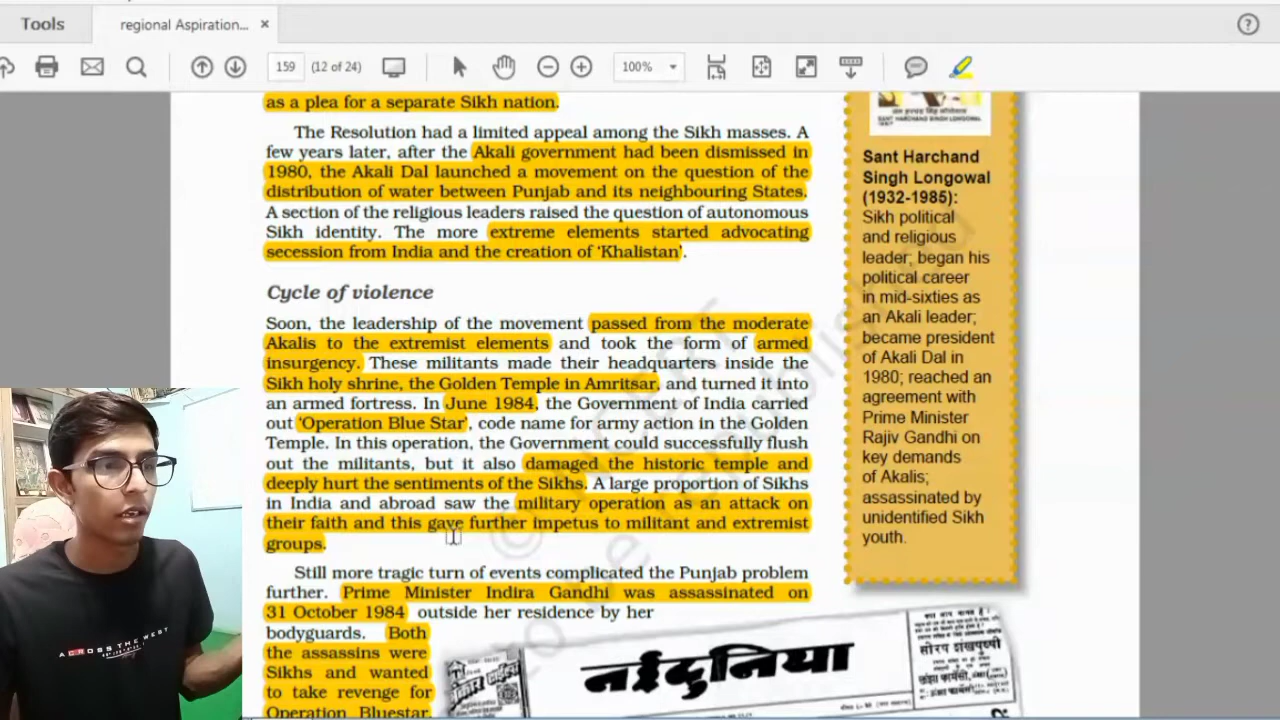 Tools
regional Aspiration... ×
159 (12 of 24)
100%
as a plea for a separate Sikh nation.
The Resolution had a limited appeal among the Sikh masses. A
few years later, after the Akali government had been dismissed in
1980, the Akali Dal launched a movement on the question of the
distribution of water between Punjab and its neighbouring States.
A section of the religious leaders raised the question of autonomous
Sikh identity. The more extreme elements started advocating
secession from India and the creation of 'Khalistan'.
Cycle of violence
Soon, the leadership of the movement passed from the moderate
Akalis to the extremist elements and took the form of armed
insurgency. These militants made their headquarters inside the
Sikh holy shrine, the Golden Temple in Amritsar, and turned it into
an armed fortress. In June 1984, the Government of India carried
out 'Operation Blue Star', code name for army action in the Golden
Temple. In this operation, the Government could successfully flush
out the militants, but it also damaged the historic temple and
deeply hurt the sentiments of the Sikhs. A large proportion of Sikhs
in India and abroad saw the military operation as an attack on
their faith and this gave further impetus to militant and extremist
groups.
Still more tragic turn of events complicated the Punjab problem
further. Prime Minister Indira Gandhi was assassinated on
31 October 1984 outside her residence by her
bodyguards. Both
the assassins were
Sikhs and wanted
to take revenge for
Operation Bluestar.
SANT HARCHAND SINGH LONGOWAL
Sant Harchand
Singh Longowal
(1932-1985):
Sikh political
and religious
leader; began his
political career
in mid-sixties as
an Akali leader;
became president
of Akali Dal in
1980; reached an
agreement with
Prime Minister
Rajiv Gandhi on
key demands
of Akalis;
assassinated by
unidentified Sikh
youth.
नईदुनिया
ACROSS THE WEST